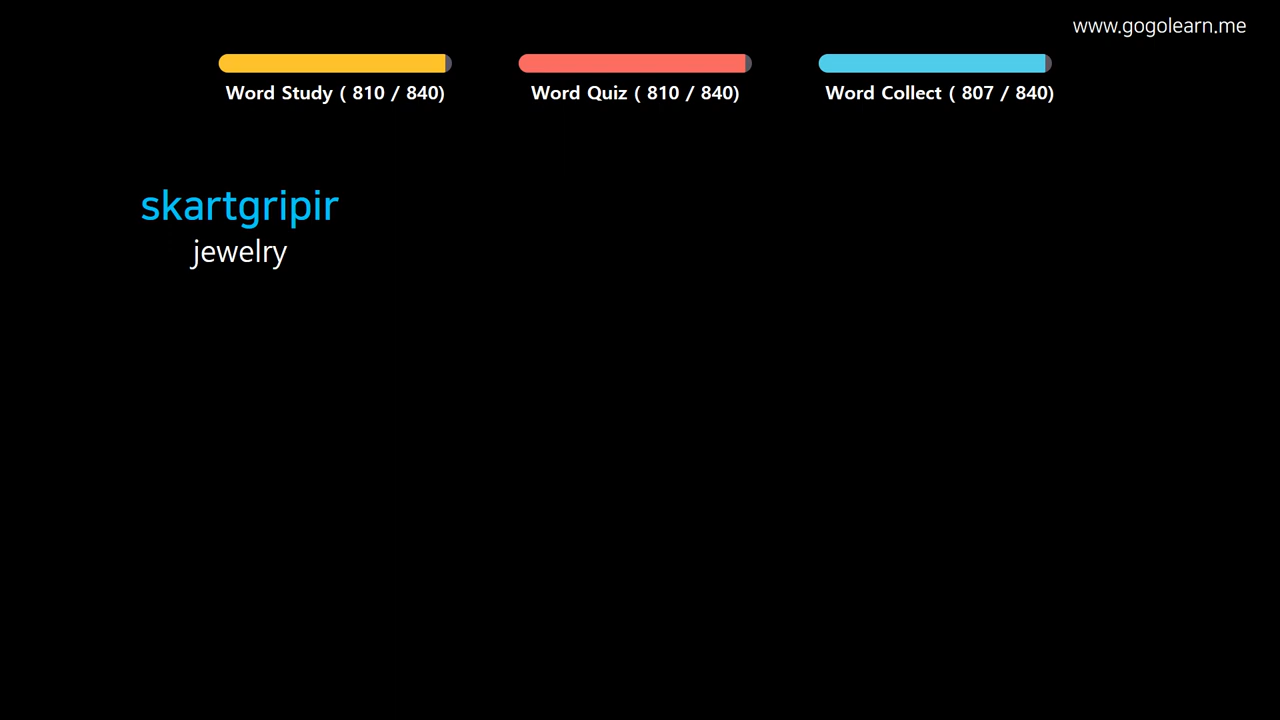 www.gogolearn.me
Word Study ( 810 / 840)
Word Quiz ( 810 / 840)
Word Collect ( 807 / 840)
skartgripir
jewelry